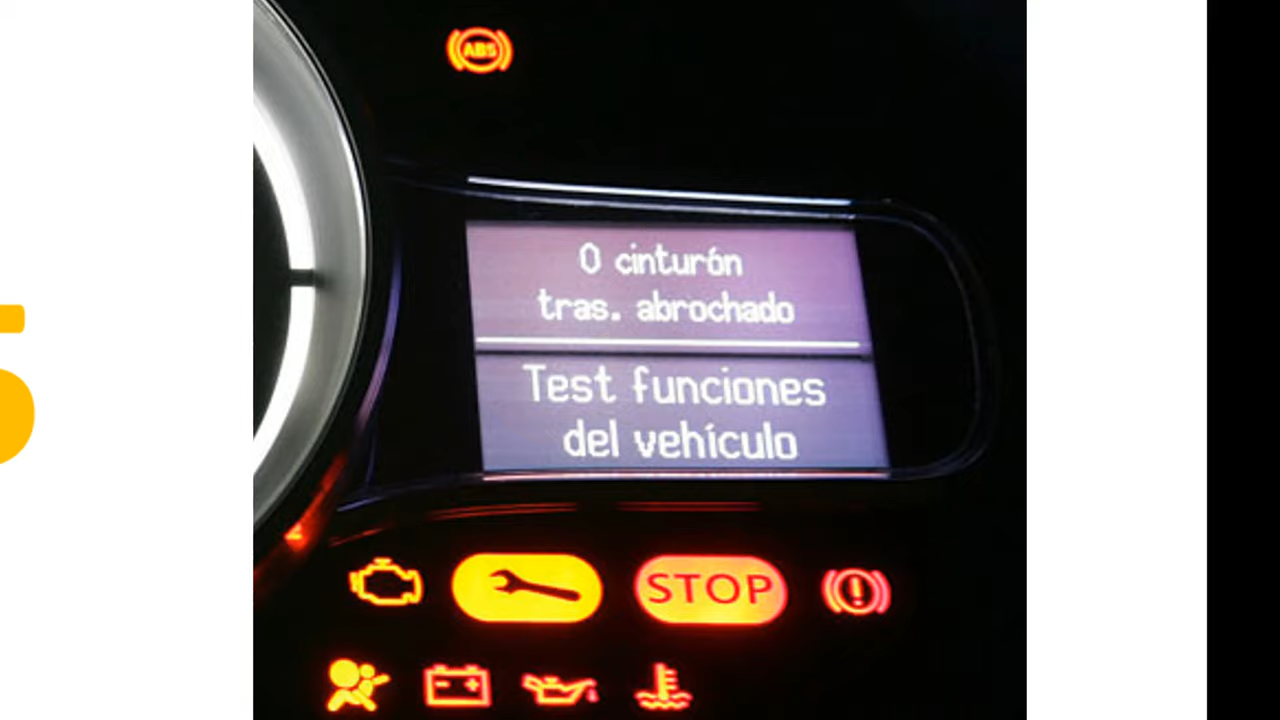 ABS
0 cinturón
tras. abrochado
Test funciones
del vehículo
STOP